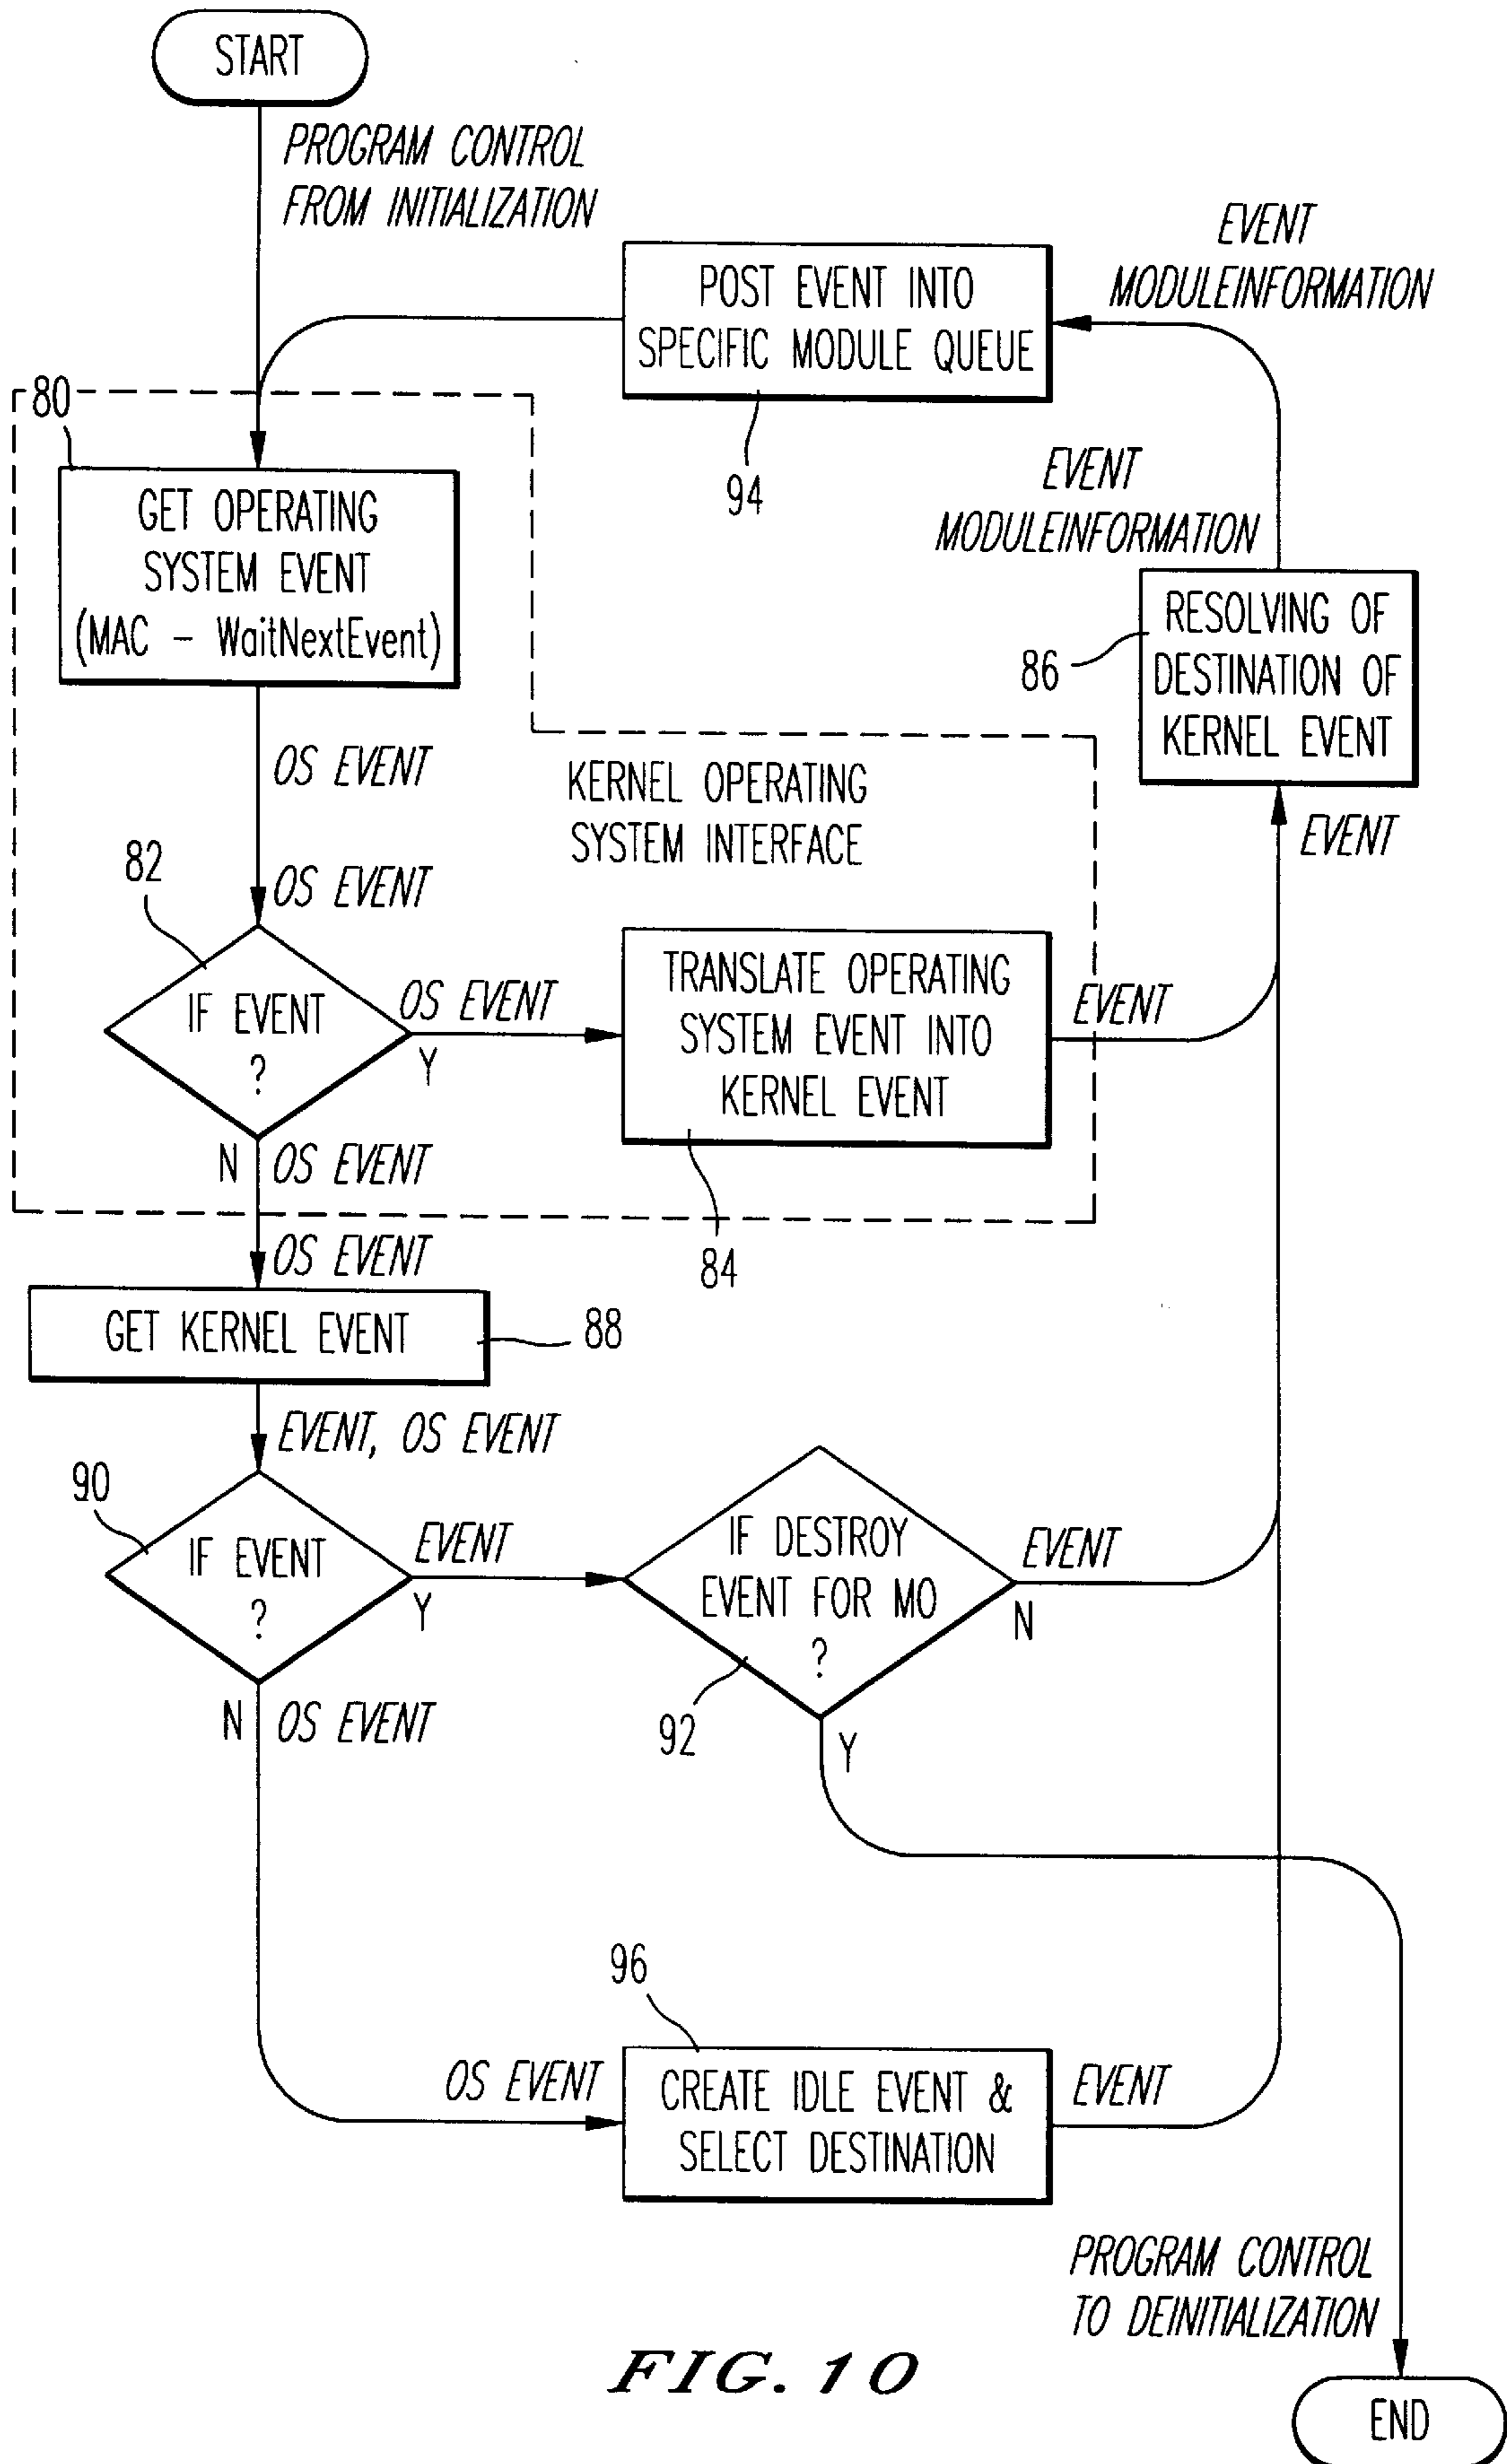 START
PROGRAM CONTROL
FROM INITIALIZATION
EVENT
MODULEINFORMATION
POST EVENT INTO
SPECIFIC MODULE QUEUE
94
80
GET OPERATING
SYSTEM EVENT
(MAC - WaitNextEvent)
EVENT
MODULEINFORMATION
RESOLVING OF
DESTINATION OF
KERNEL EVENT
86
OS EVENT
KERNEL OPERATING
SYSTEM INTERFACE
EVENT
82
OS EVENT
IF EVENT
?
OS EVENT
Y
TRANSLATE OPERATING
SYSTEM EVENT INTO
KERNEL EVENT
EVENT
N
OS EVENT
84
OS EVENT
GET KERNEL EVENT
88
EVENT, OS EVENT
90
IF EVENT
?
EVENT
Y
IF DESTROY
EVENT FOR MO
?
EVENT
N
92
N
OS EVENT
Y
96
OS EVENT
CREATE IDLE EVENT &
SELECT DESTINATION
EVENT
PROGRAM CONTROL
TO DEINITIALIZATION
FIG. 10
END